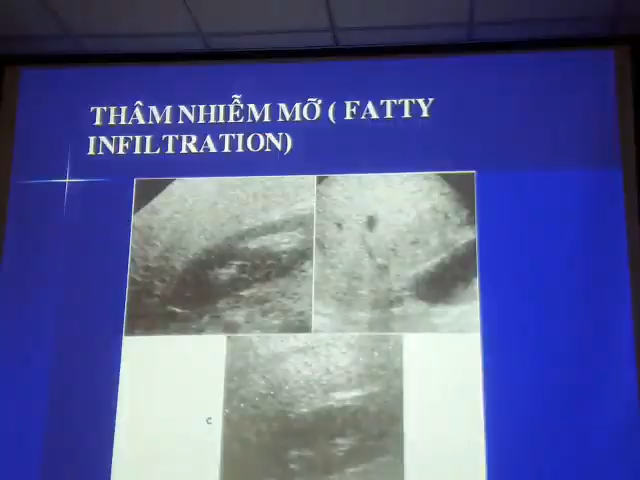 THÂM NHIỄM MỠ ( FATTY
INFILTRATION)
C